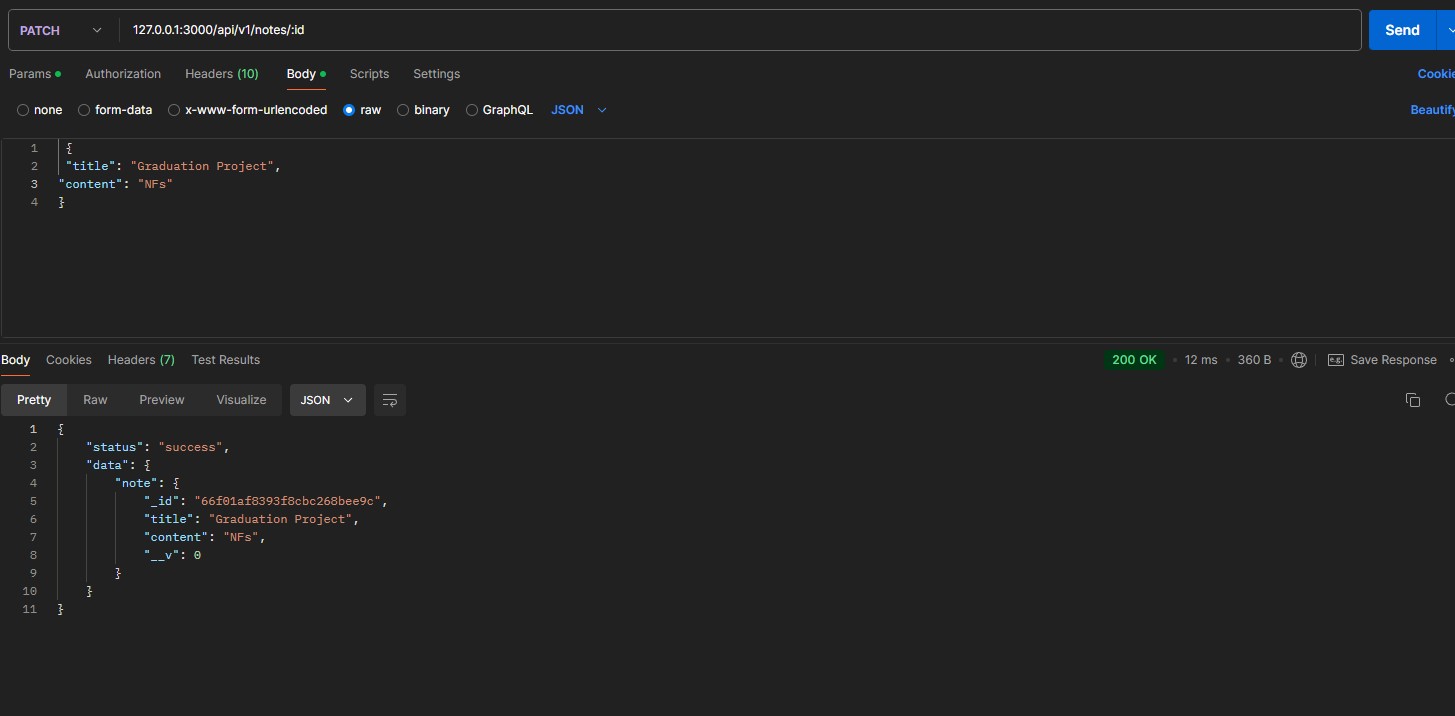 PATCH 127.0.0.1:3000/api/v1/notes/:id Send
Params Authorization Headers (10) Body Scripts Settings Cookie
none form-data x-www-form-urlencoded raw binary GraphQL JSON Beautify
1 {
2 "title": "Graduation Project",
3 "content": "NFs"
4 }
Body Cookies Headers (7) Test Results 200 OK • 12 ms • 360 B • Save Response
Pretty Raw Preview Visualize JSON
1 {
2 "status": "success",
3 "data": {
4 "note": {
5 "_id": "66f01af8393f8cbc268bee9c",
6 "title": "Graduation Project",
7 "content": "NFs",
8 "__v": 0
9 }
10 }
11 }